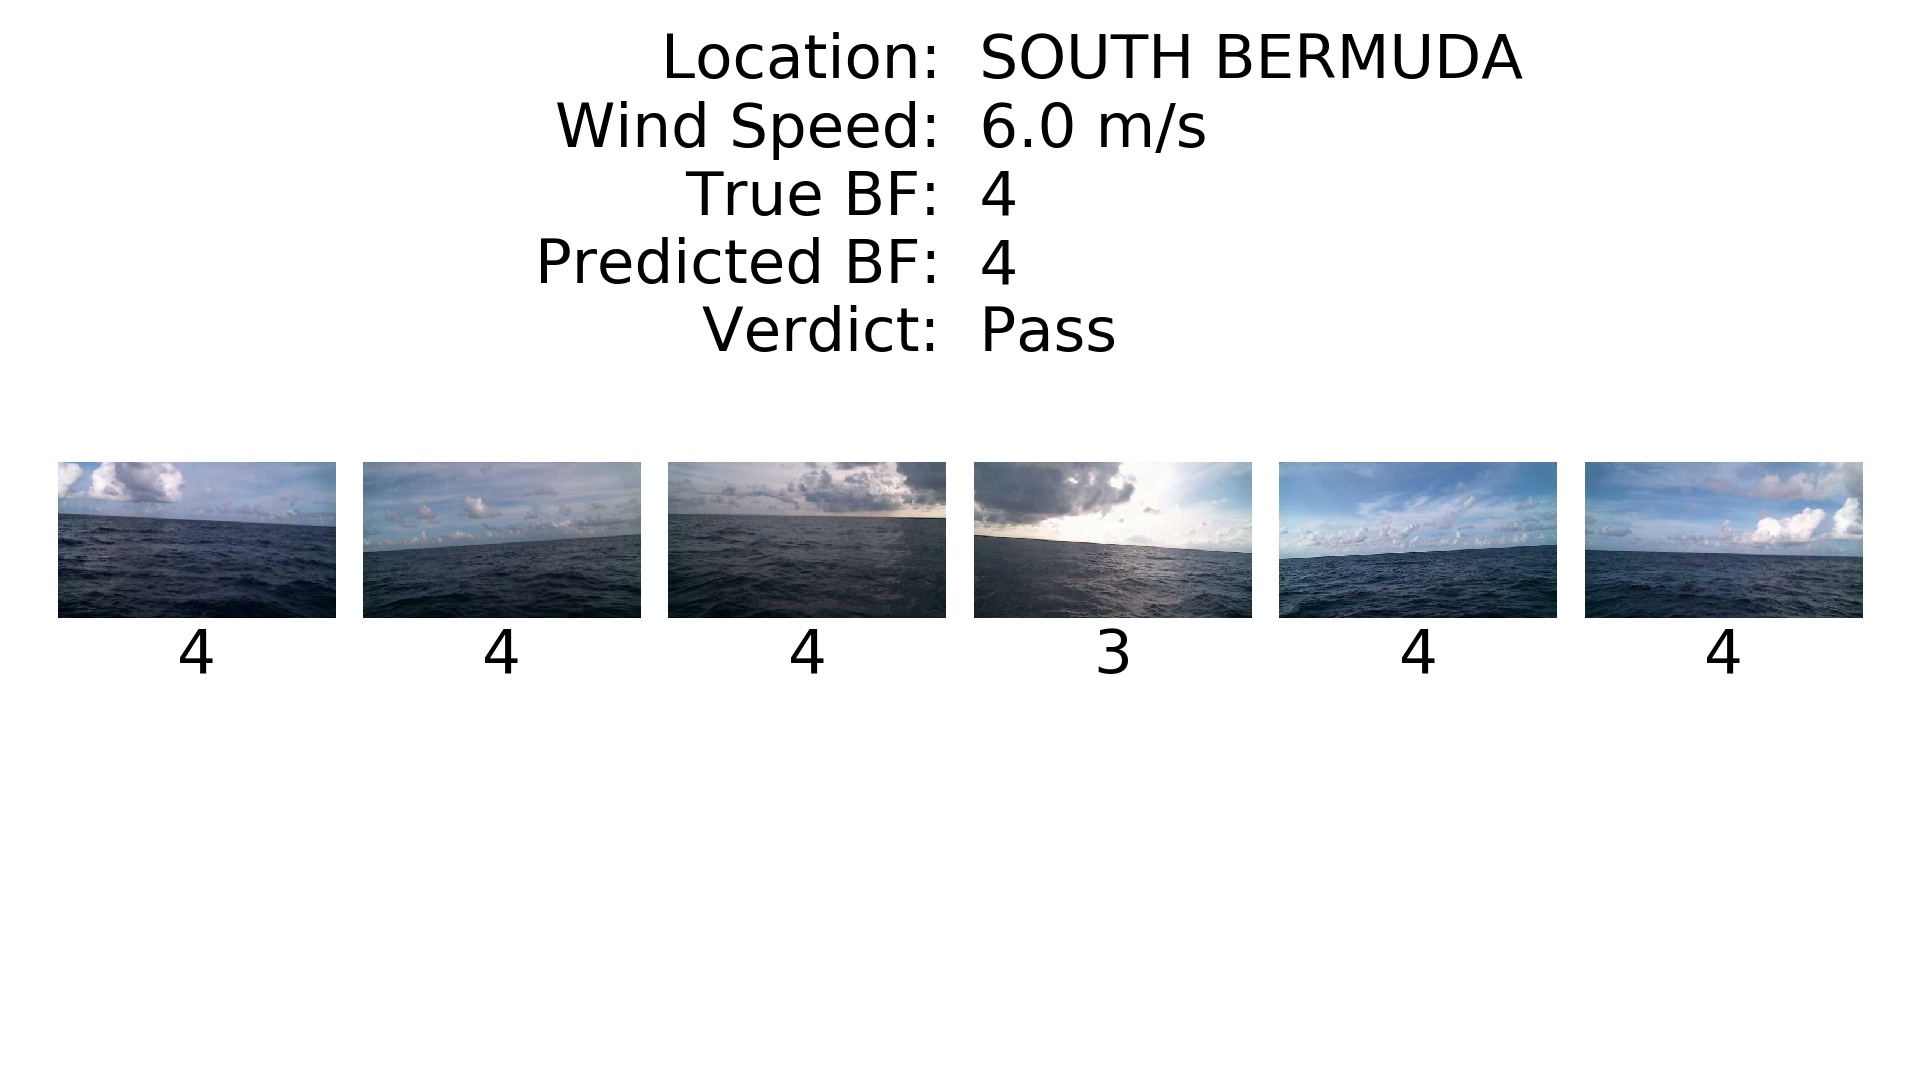 Location: SOUTH BERMUDA
Wind Speed: 6.0 m/s
True BF: 4
Predicted BF: 4
Verdict: Pass
4 4 4 3 4 4